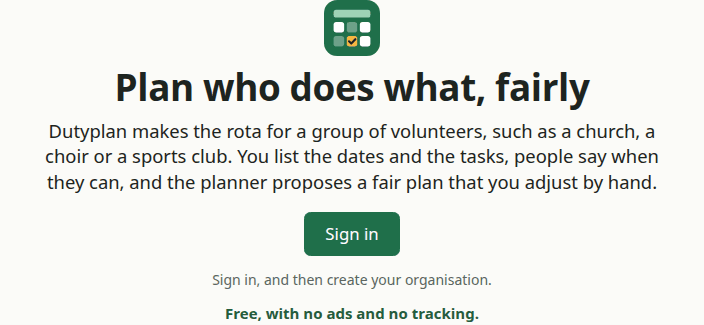 Plan who does what, fairly
Dutyplan makes the rota for a group of volunteers, such as a church, a
choir or a sports club. You list the dates and the tasks, people say when
they can, and the planner proposes a fair plan that you adjust by hand.
Sign in
Sign in, and then create your organisation.
Free, with no ads and no tracking.